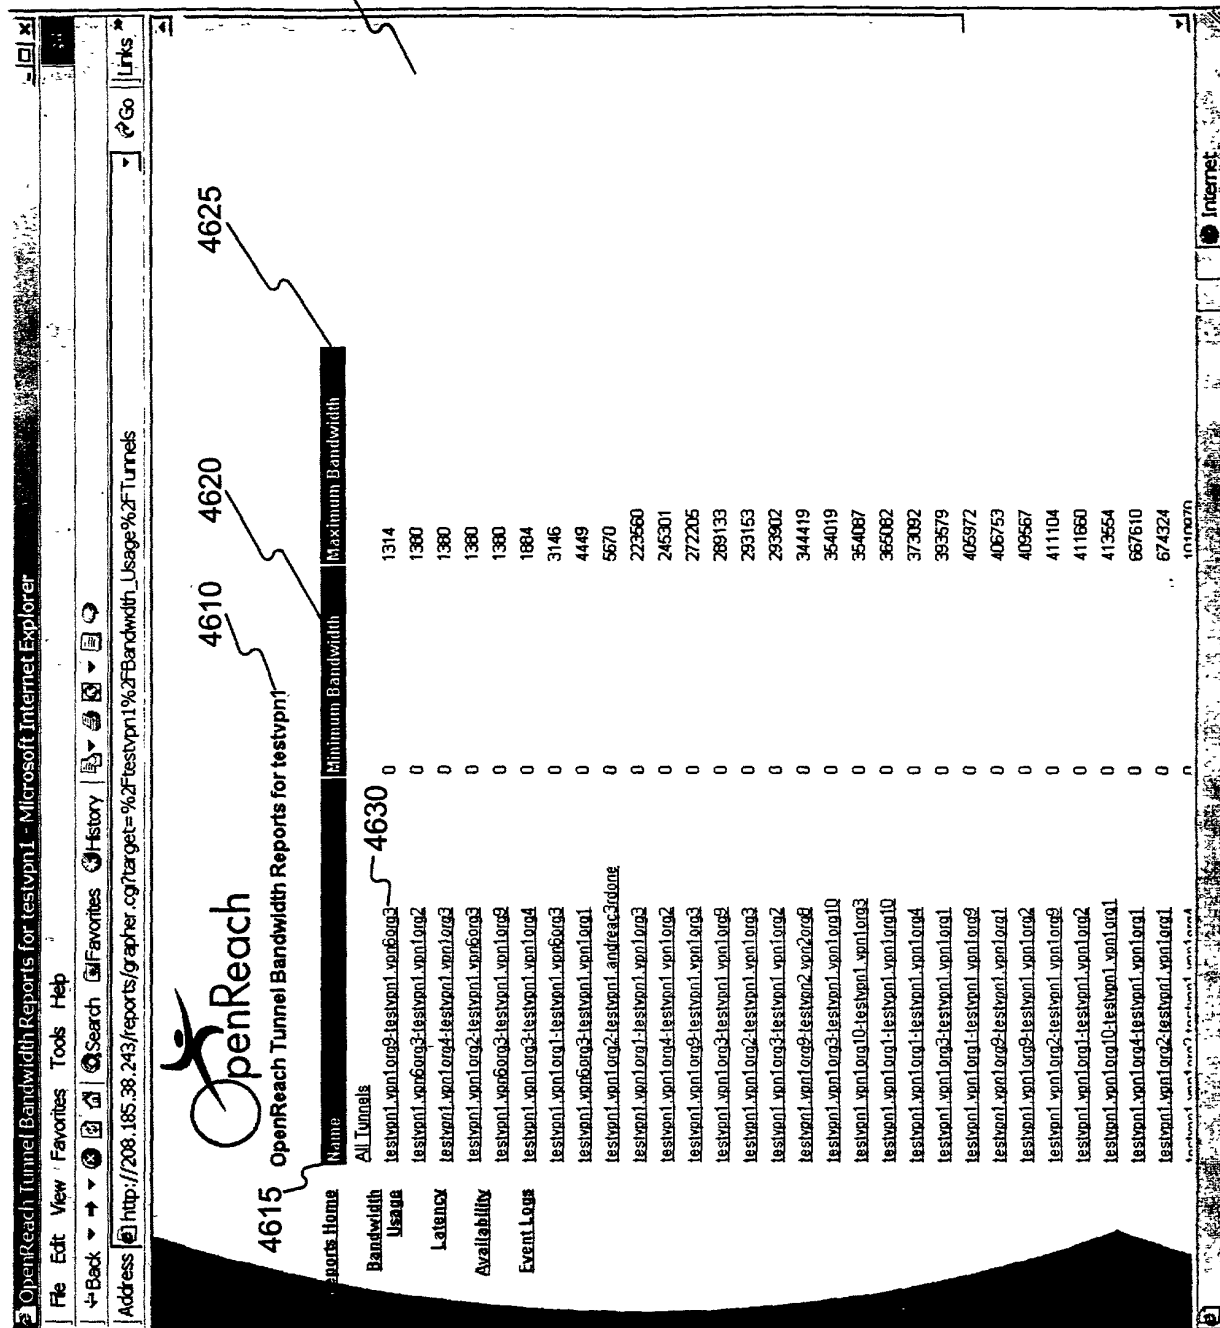 OpenReach Tunnel Bandwidth Reports for testvpn1 - Microsoft Internet Explorer
File Edit View Favorites Tools Help
Back Search Favorites History
Address http://208.185.38.243/reports/grapher.cgi?target=%2Ftestvpn1%2FBandwidth_Usage%2FTunnels Go Links »
OpenReach
4610
4620
4625
4615
OpenReach Tunnel Bandwidth Reports for testvpn1
Reports Home
Bandwidth Usage
Latency
Availability
Event Logs
Name Minimum Bandwidth Maximum Bandwidth
All Tunnels
4630
testvpn1.vpn1org9-testvpn1.vpn6org3 0 1314
testvpn1.vpn6org3-testvpn1.vpn1org2 0 1380
testvpn1.vpn1org4-testvpn1.vpn1org3 0 1380
testvpn1.vpn1org2-testvpn1.vpn6org3 0 1380
testvpn1.vpn6org3-testvpn1.vpn1org9 0 1380
testvpn1.vpn1org3-testvpn1.vpn1org4 0 1884
testvpn1.vpn1org1-testvpn1.vpn6org3 0 3146
testvpn1.vpn6org3-testvpn1.vpn1org1 0 4449
testvpn1.vpn1org2-testvpn1.andreac3rdone 0 5670
testvpn1.vpn1org1-testvpn1.vpn1org3 0 223560
testvpn1.vpn1org4-testvpn1.vpn1org2 0 245301
testvpn1.vpn1org9-testvpn1.vpn1org3 0 272205
testvpn1.vpn1org3-testvpn1.vpn1org9 0 289133
testvpn1.vpn1org2-testvpn1.vpn1org3 0 293153
testvpn1.vpn1org3-testvpn1.vpn1org2 0 293902
testvpn1.vpn1org9-testvpn2.vpn2org9 0 344419
testvpn1.vpn1org3-testvpn1.vpn1org10 0 354019
testvpn1.vpn1org10-testvpn1.vpn1org3 0 354087
testvpn1.vpn1org1-testvpn1.vpn1org10 0 365082
testvpn1.vpn1org1-testvpn1.vpn1org4 0 373092
testvpn1.vpn1org3-testvpn1.vpn1org1 0 393579
testvpn1.vpn1org1-testvpn1.vpn1org9 0 405972
testvpn1.vpn1org9-testvpn1.vpn1org1 0 406753
testvpn1.vpn1org9-testvpn1.vpn1org2 0 409567
testvpn1.vpn1org2-testvpn1.vpn1org9 0 411104
testvpn1.vpn1org1-testvpn1.vpn1org2 0 411660
testvpn1.vpn1org10-testvpn1.vpn1org1 0 413554
testvpn1.vpn1org4-testvpn1.vpn1org1 0 667610
testvpn1.vpn1org2-testvpn1.vpn1org1 0 674324
Internet